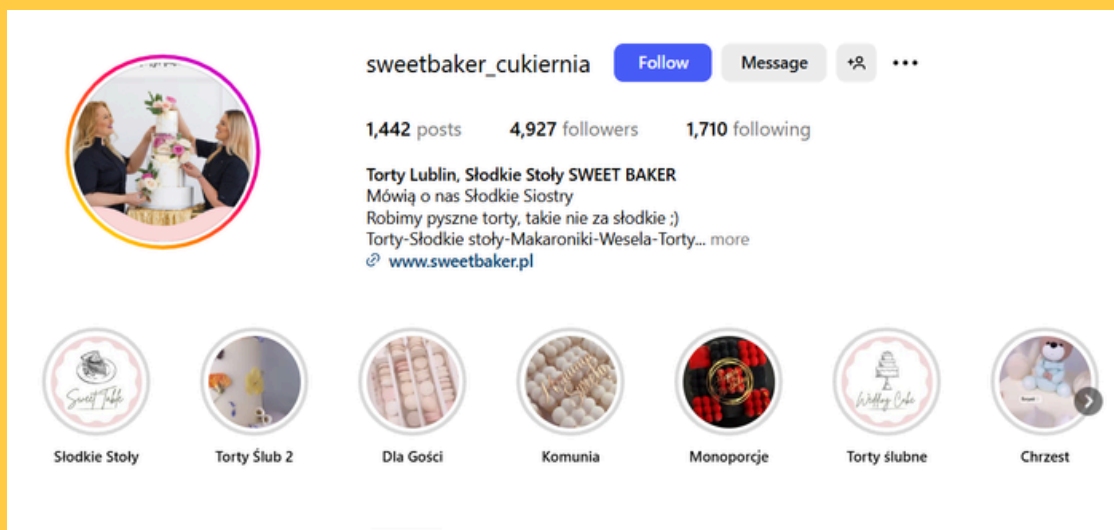 sweetbaker_cukiernia Follow Message
1,442 posts 4,927 followers 1,710 following
Torty Lublin, Słodkie Stoły SWEET BAKER
Mówią o nas Słodkie Siostry
Robimy pyszne torty, takie nie za słodkie ;)
Torty-Słodkie stoły-Makaroniki-Wesela-Torty... more
www.sweetbaker.pl
Sweet Table
Wedding Cake
Słodkie Stoły Torty Ślub 2 Dla Gości Komunia Monoporcje Torty ślubne Chrzest